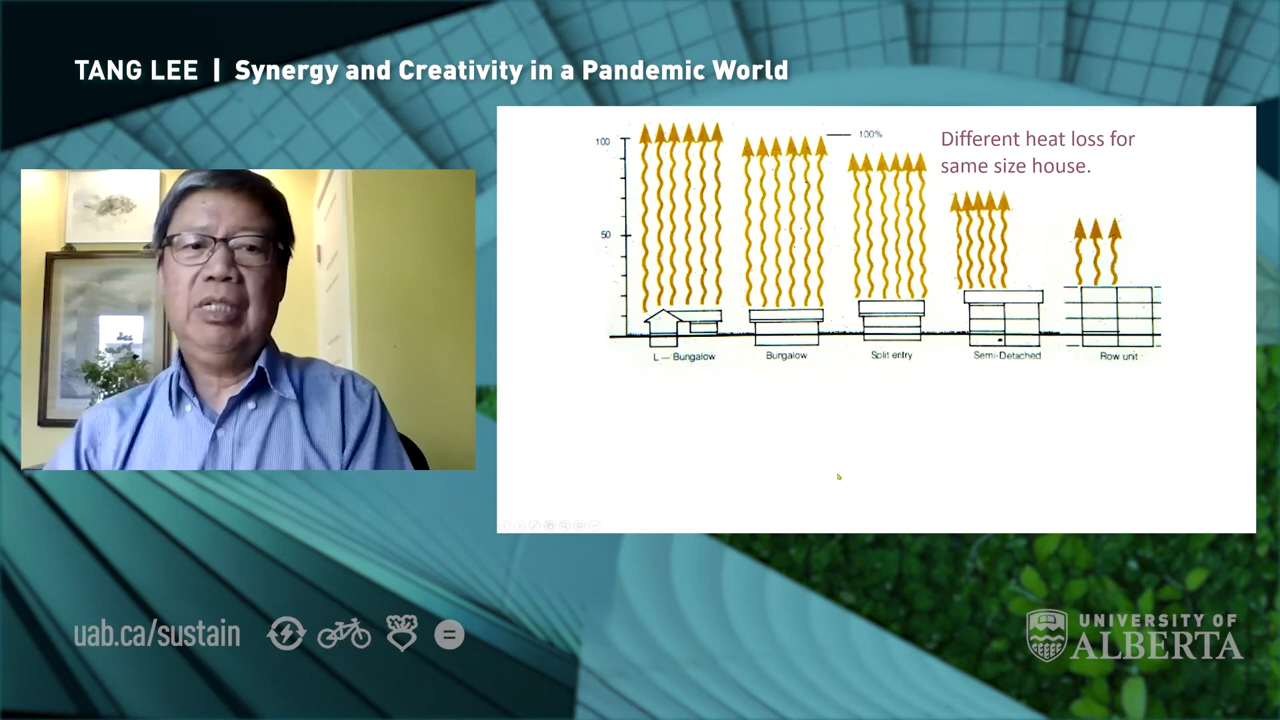 TANG LEE | Synergy and Creativity in a Pandemic World
100
100%
Different heat loss for
same size house.
50
L — Bungalow
Bungalow
Split entry
Semi-Detached
Row unit
uab.ca/sustain
UNIVERSITY OF
ALBERTA